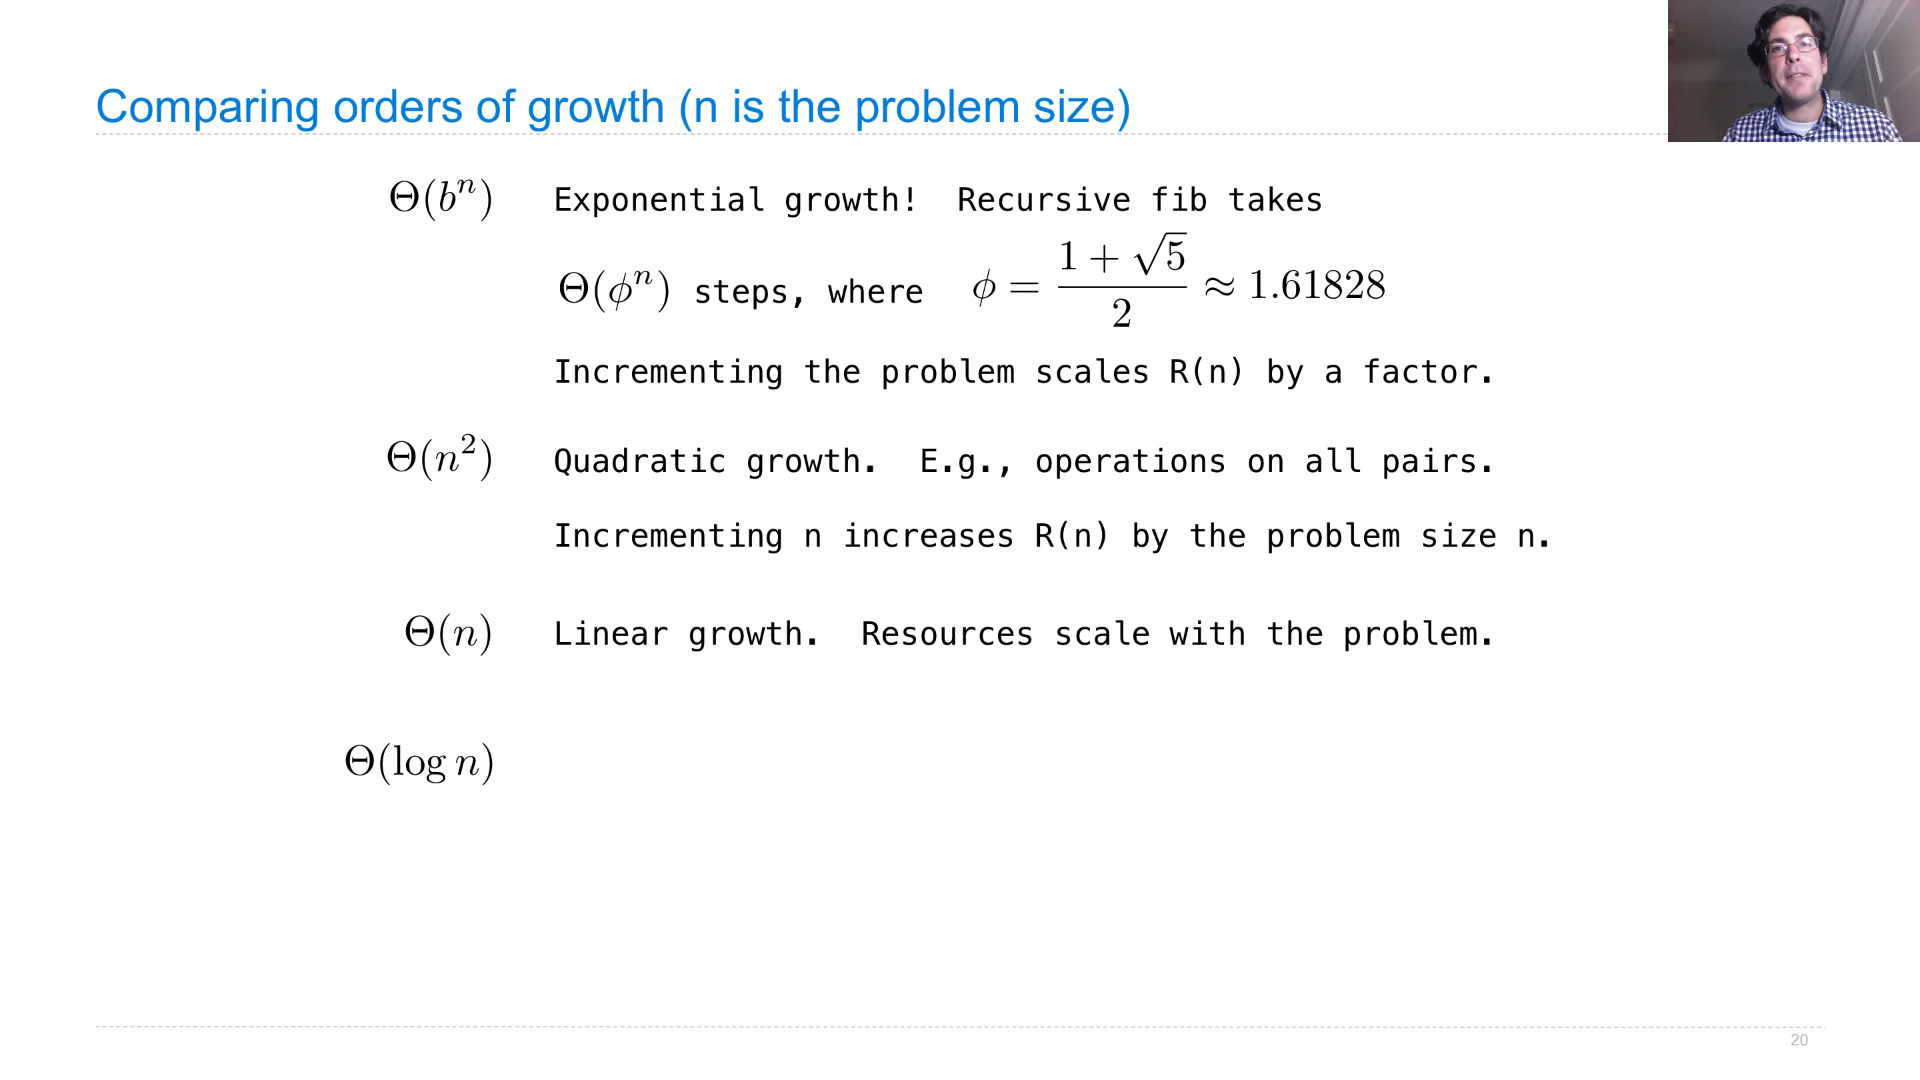 Comparing orders of growth (n is the problem size)
Θ(bⁿ) Exponential growth! Recursive fib takes
Θ(ϕⁿ) steps, where ϕ = (1 + √5)/2 ≈ 1.61828
Incrementing the problem scales R(n) by a factor.
Θ(n²) Quadratic growth. E.g., operations on all pairs.
Incrementing n increases R(n) by the problem size n.
Θ(n) Linear growth. Resources scale with the problem.
Θ(log n)
20